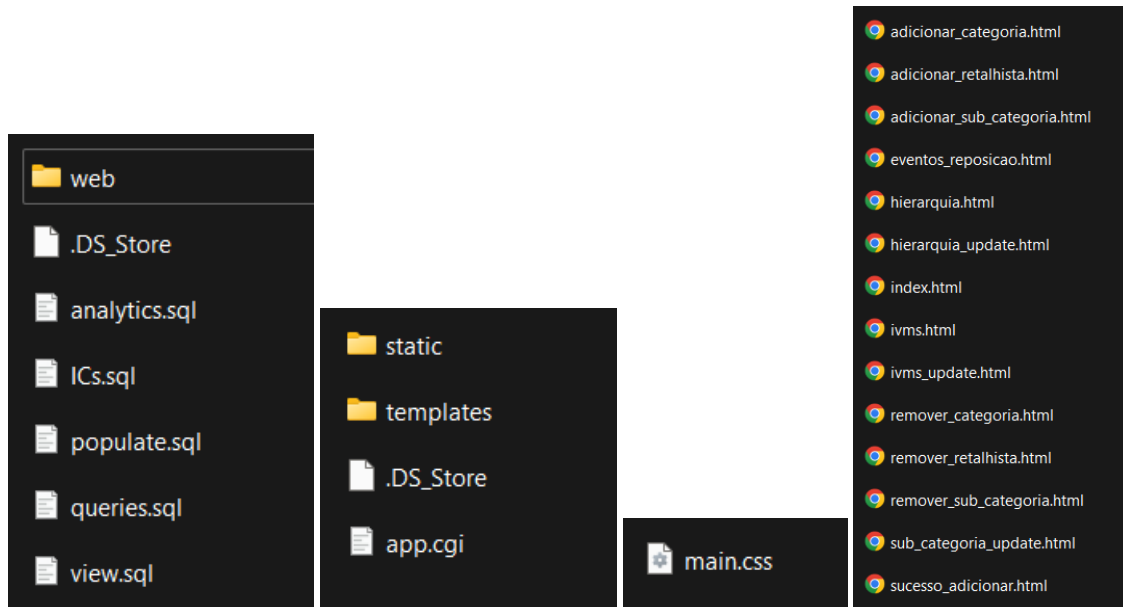 web
.DS_Store
analytics.sql
ICs.sql
populate.sql
queries.sql
view.sql
static
templates
.DS_Store
app.cgi
main.css
adicionar_categoria.html
adicionar_retalhista.html
adicionar_sub_categoria.html
eventos_reposicao.html
hierarquia.html
hierarquia_update.html
index.html
ivms.html
ivms_update.html
remover_categoria.html
remover_retalhista.html
remover_sub_categoria.html
sub_categoria_update.html
sucesso_adicionar.html